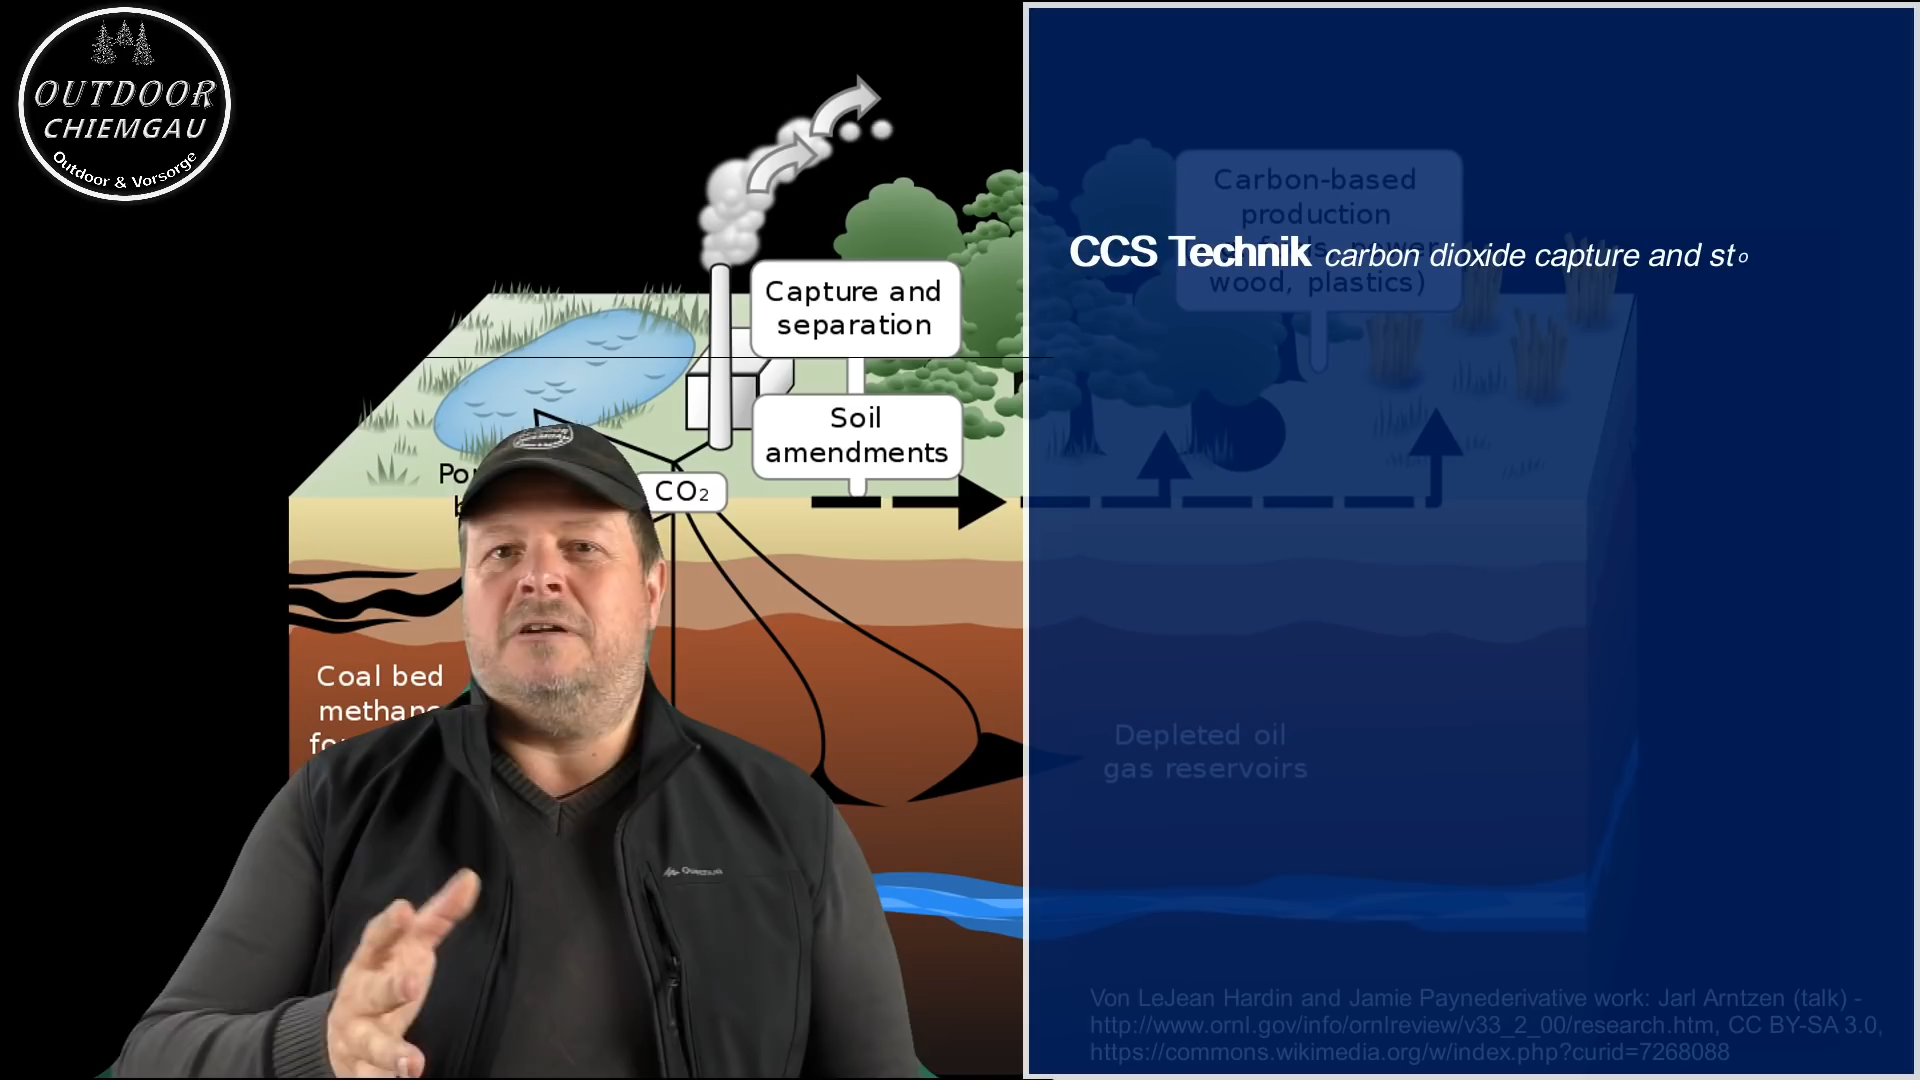 OUTDOOR
CHIEMGAU
Outdoor & Vorsorge
Carbon-based
production
wood, plastics)
CCS Technik carbon dioxide capture and sto
Capture and
separation
Soil
amendments
CO₂
Coal bed
Depleted oil
gas reservoirs
Von LeJean Hardin and Jamie Paynederivative work: Jarl Arntzen (talk) -
http://www.ornl.gov/info/ornlreview/v33_2_00/research.htm, CC BY-SA 3.0,
https://commons.wikimedia.org/w/index.php?curid=7268088